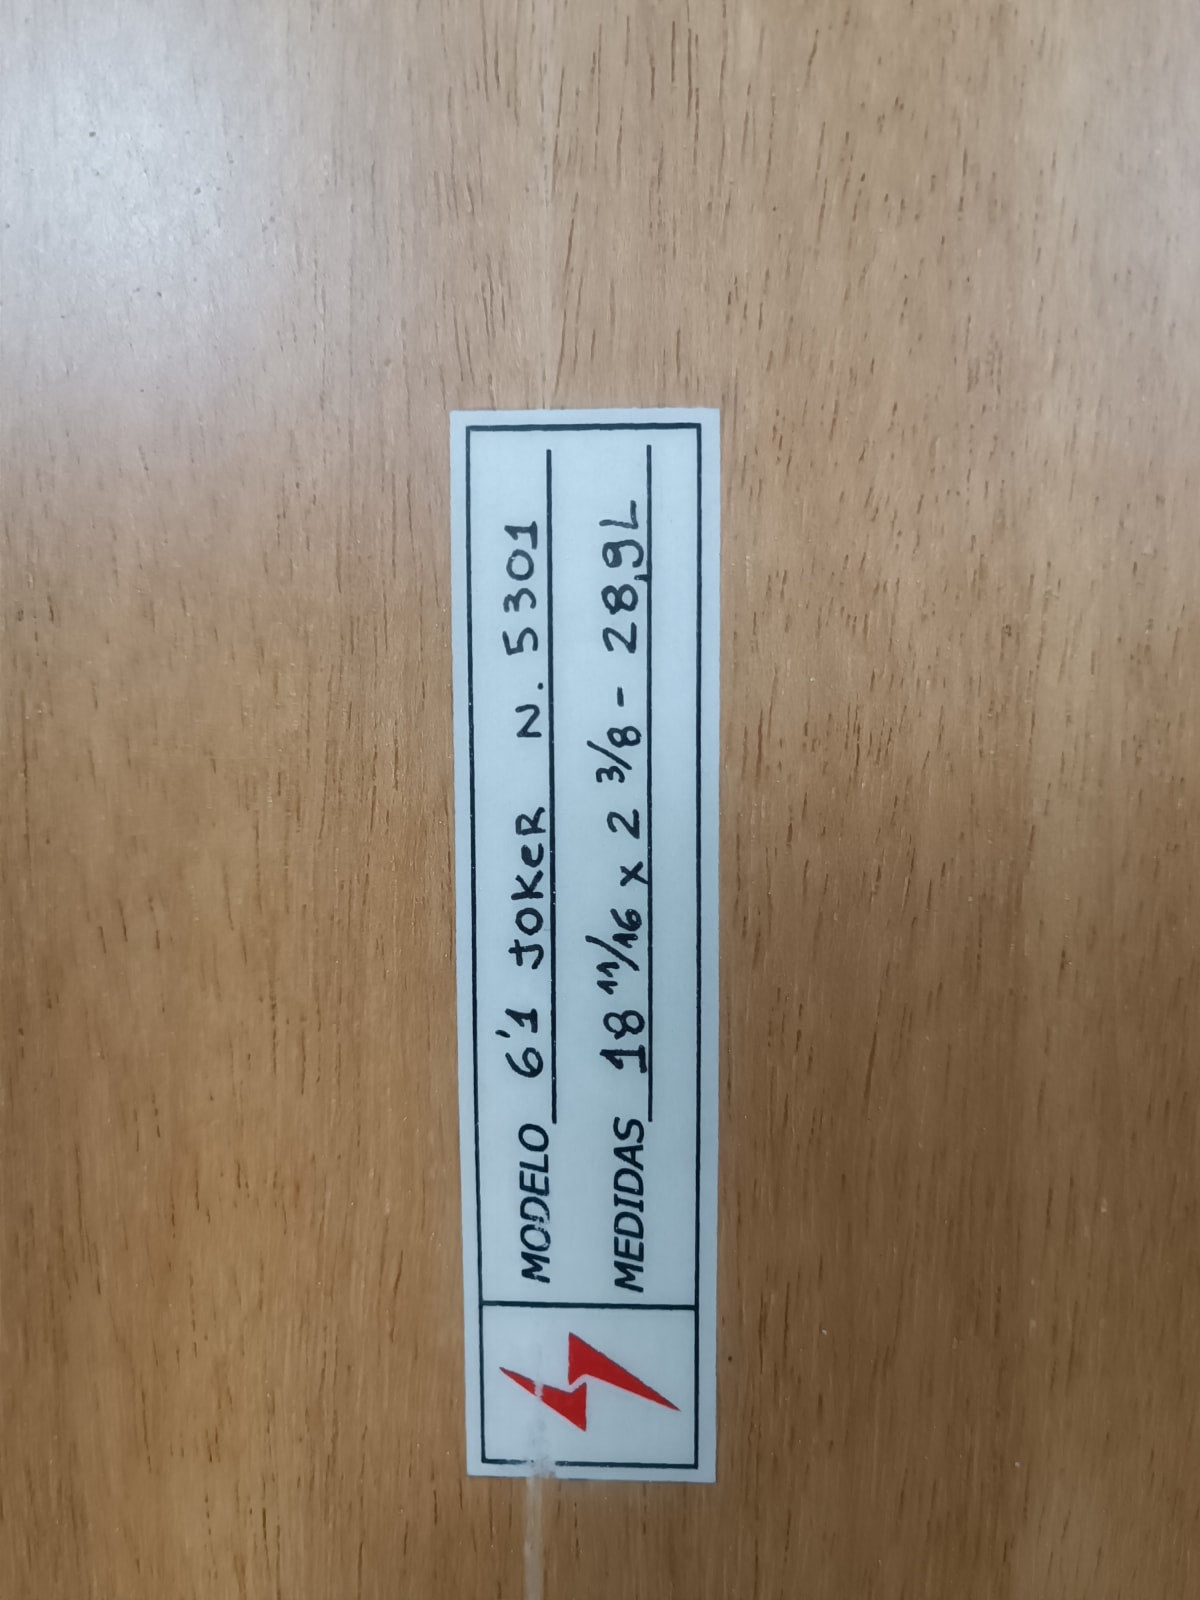 MODELO 6'1 JOKeR N. 5301
MEDIDAS 18 11/16 x 2 3/8 - 28,9L